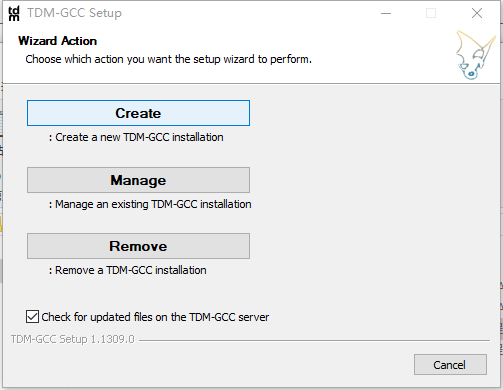 tdm TDM-GCC Setup
Wizard Action
Choose which action you want the setup wizard to perform.
Create
: Create a new TDM-GCC installation
Manage
: Manage an existing TDM-GCC installation
Remove
: Remove a TDM-GCC installation
Check for updated files on the TDM-GCC server
TDM-GCC Setup 1.1309.0
Cancel